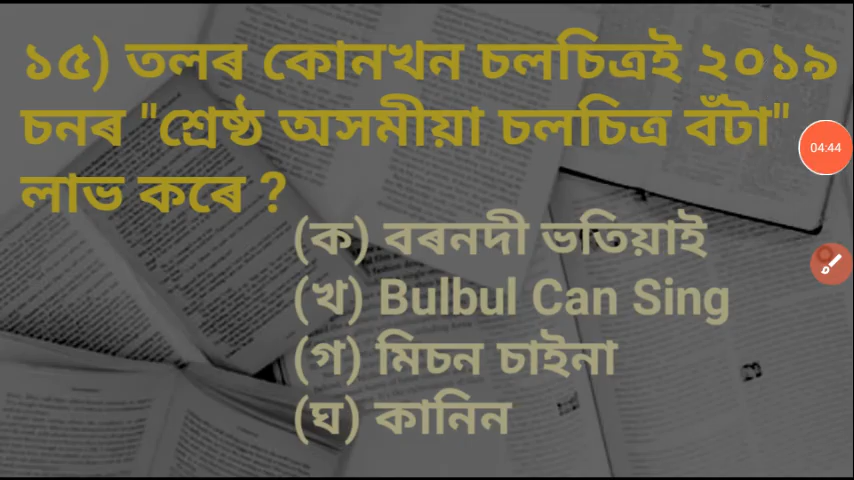 ১৫) তলৰ কোনখন চলচিত্ৰই ২০১৯
চনৰ "শ্ৰেষ্ঠ অসমীয়া চলচিত্ৰ বঁটা"
লাভ কৰে ?
04:44
(ক) বৰনদী ভতিয়াই
(খ) Bulbul Can Sing
(গ) মিচন চাইনা
(ঘ) কানিন